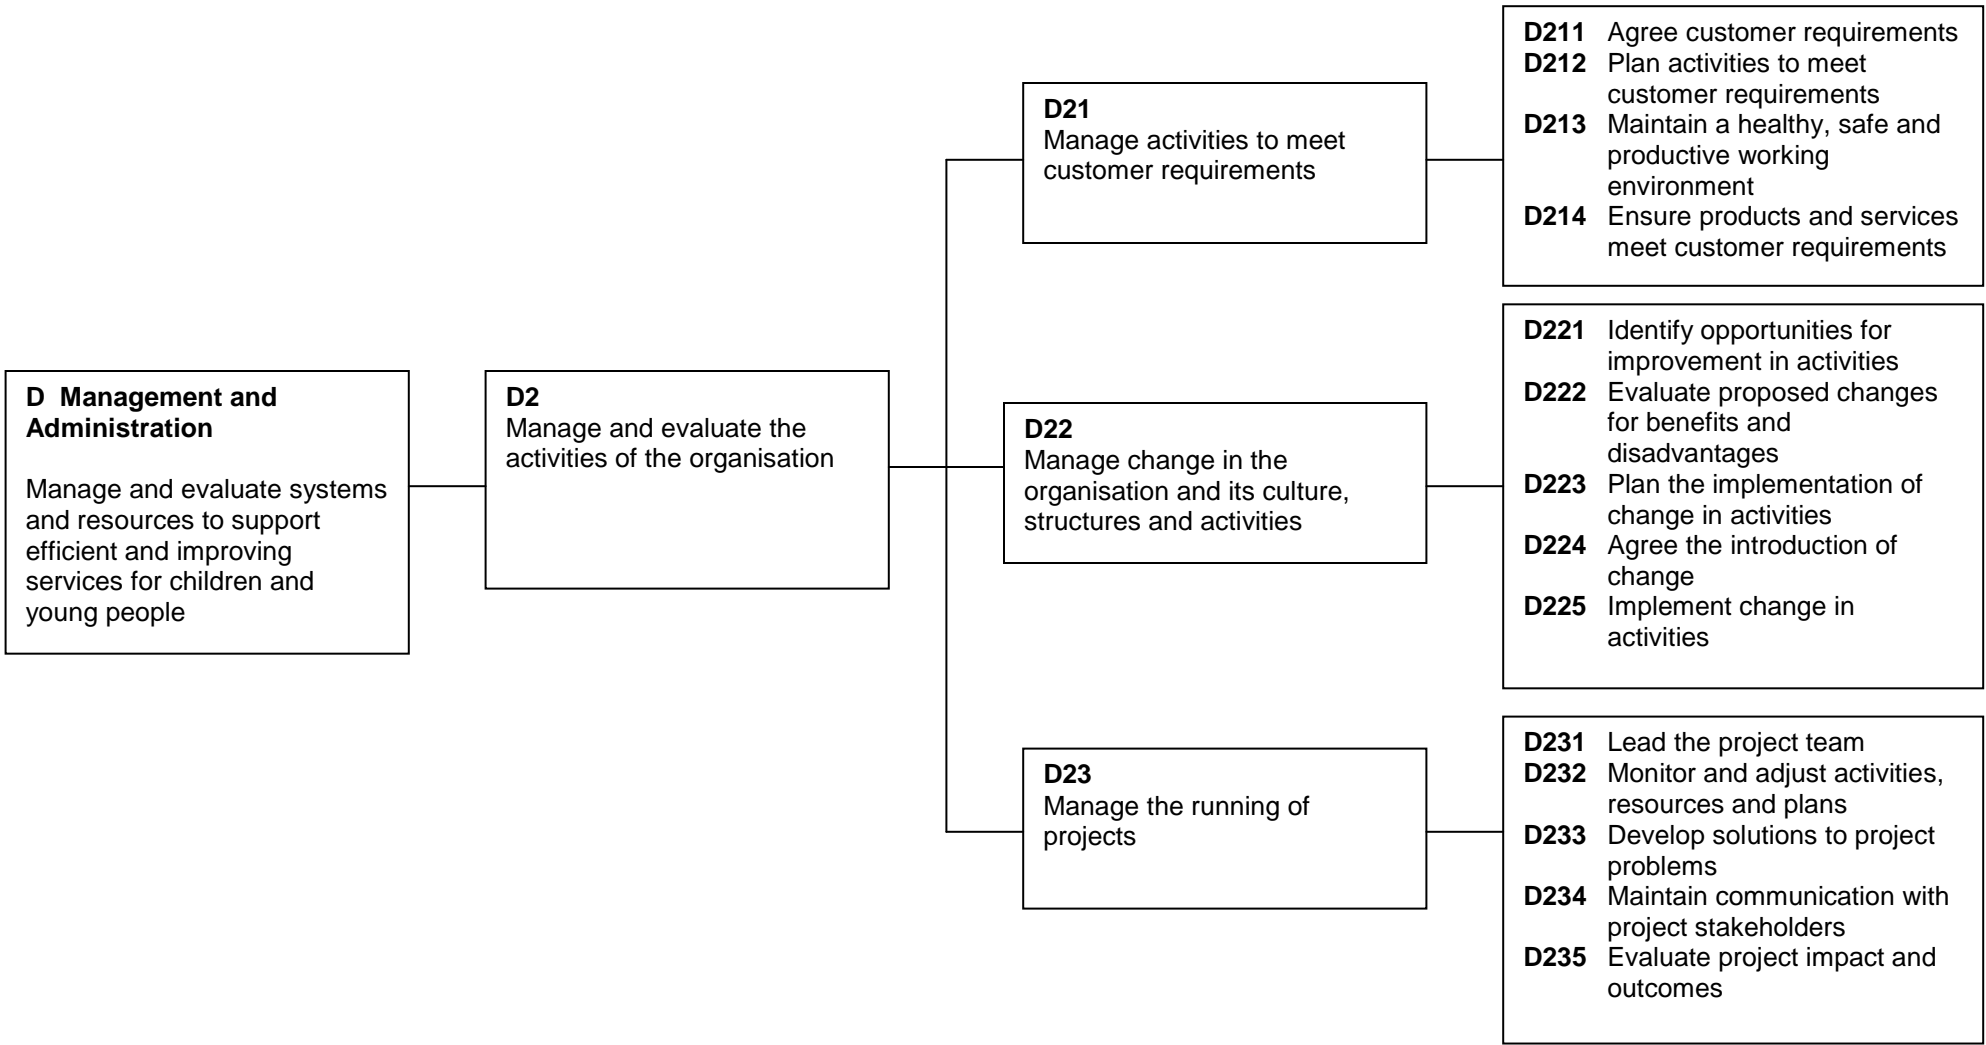 D Management and
Administration
Manage and evaluate systems
and resources to support
efficient and improving
services for children and
young people
D2
Manage and evaluate the
activities of the organisation
D21
Manage activities to meet
customer requirements
D211 Agree customer requirements
D212 Plan activities to meet
customer requirements
D213 Maintain a healthy, safe and
productive working
environment
D214 Ensure products and services
meet customer requirements
D22
Manage change in the
organisation and its culture,
structures and activities
D221 Identify opportunities for
improvement in activities
D222 Evaluate proposed changes
for benefits and
disadvantages
D223 Plan the implementation of
change in activities
D224 Agree the introduction of
change
D225 Implement change in
activities
D23
Manage the running of
projects
D231 Lead the project team
D232 Monitor and adjust activities,
resources and plans
D233 Develop solutions to project
problems
D234 Maintain communication with
project stakeholders
D235 Evaluate project impact and
outcomes